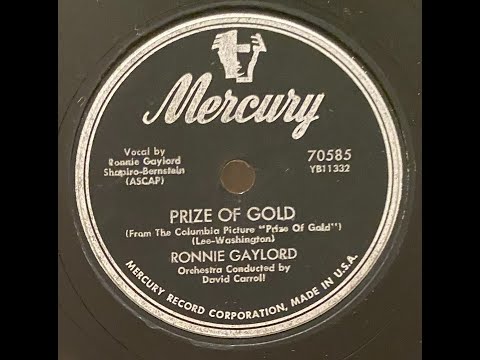 Mercury
Vocal by
Ronnie Gaylord
Shapiro-Bernstein
(ASCAP)
70585
YB11332
PRIZE OF GOLD
(From The Columbia Picture "Prize Of Gold")
(Lee-Washington)
RONNIE GAYLORD
Orchestra Conducted by
David Carroll
MERCURY RECORD CORPORATION, MADE IN U.S.A.